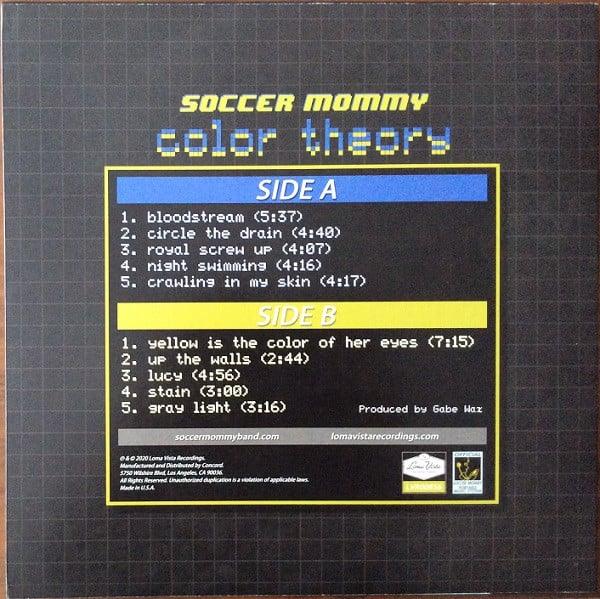 SOCCER MOMMY
color theory
SIDE A
1. bloodstream (5:37)
2. circle the drain (4:40)
3. royal screw up (4:07)
4. night swimming (4:16)
5. crawling in my skin (4:17)
SIDE B
1. yellow is the color of her eyes (7:15)
2. up the walls (2:44)
3. lucy (4:56)
4. stain (3:00)
5. gray light (3:16)
Produced by Gabe Wax
soccermommyband.com
lomavistarecordings.com
℗ & © 2020 Loma Vista Recordings.
Manufactured and Distributed by Concord.
5750 Wilshire Blvd, Los Angeles, CA 90036.
All Rights Reserved. Unauthorized duplication is a violation of applicable laws.
Made in U.S.A.
Loma Vista
OFFICIAL